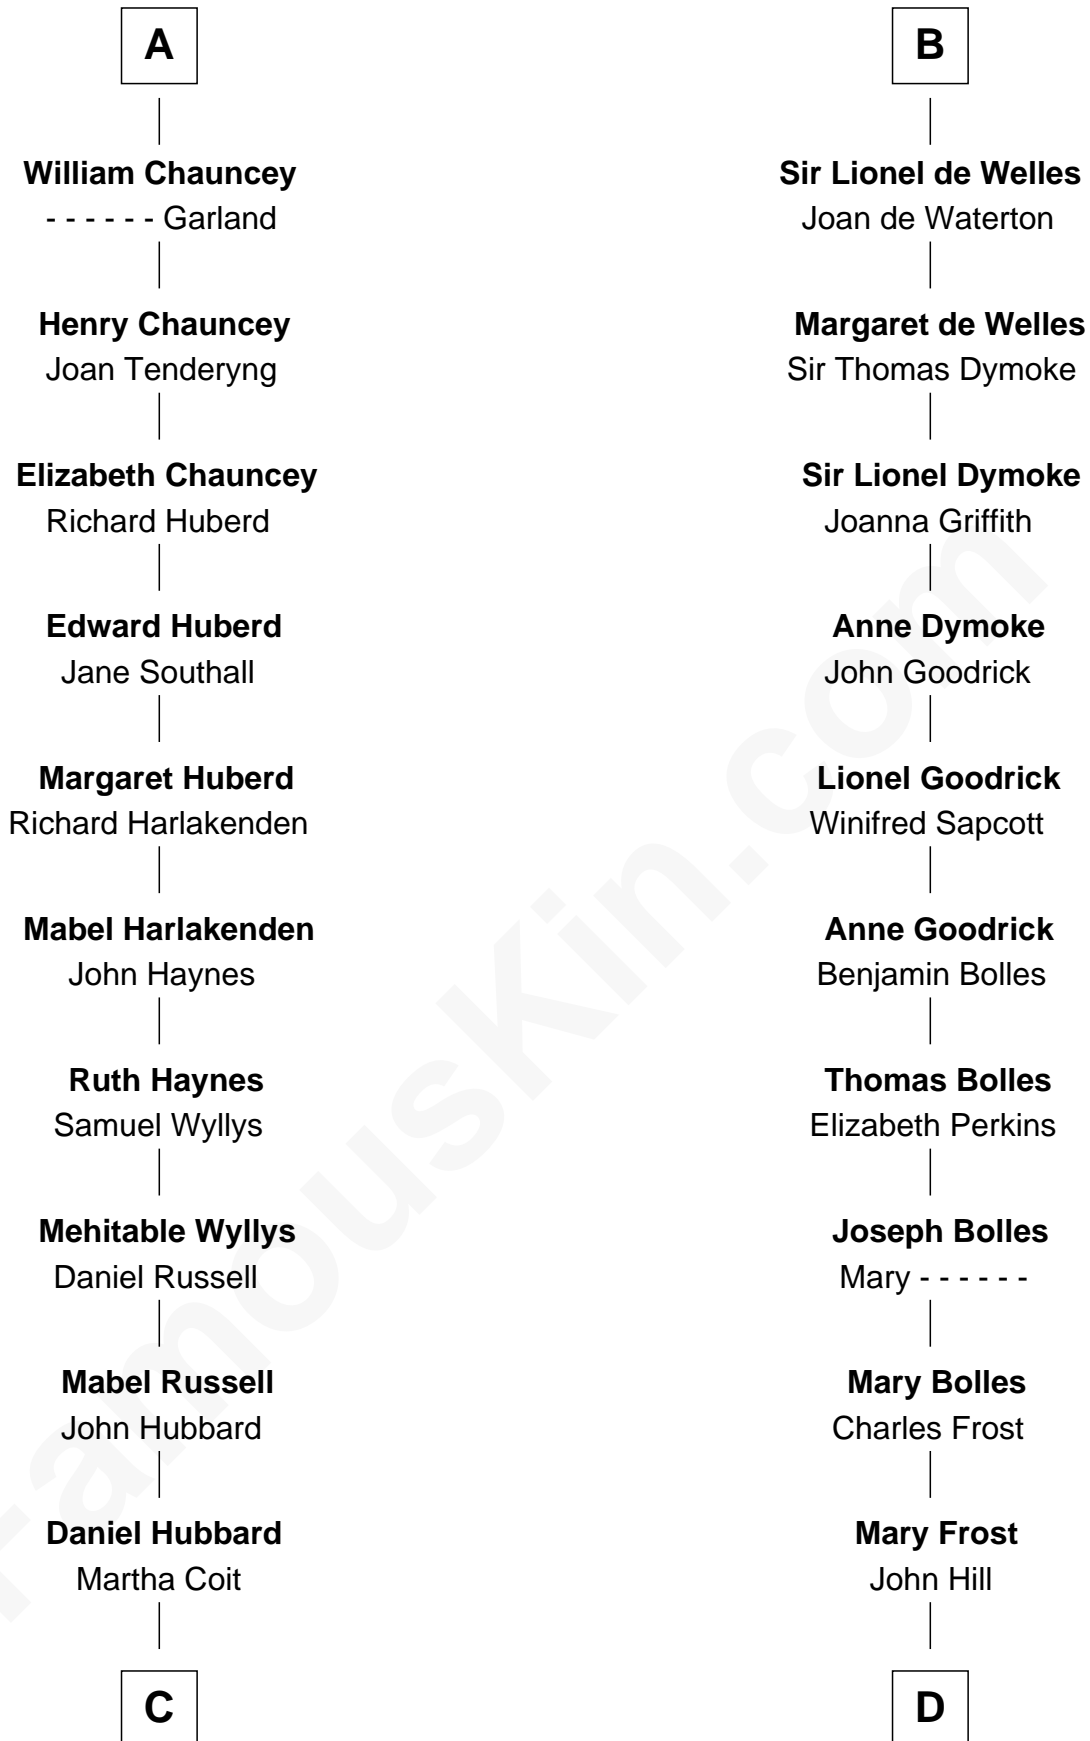 A
William Chauncey
- - - - - - Garland
Henry Chauncey
Joan Tenderyng
Elizabeth Chauncey
Richard Huberd
Edward Huberd
Jane Southall
Margaret Huberd
Richard Harlakenden
Mabel Harlakenden
John Haynes
Ruth Haynes
Samuel Wyllys
Mehitable Wyllys
Daniel Russell
Mabel Russell
John Hubbard
Daniel Hubbard
Martha Coit
C
B
Sir Lionel de Welles
Joan de Waterton
Margaret de Welles
Sir Thomas Dymoke
Sir Lionel Dymoke
Joanna Griffith
Anne Dymoke
John Goodrick
Lionel Goodrick
Winifred Sapcott
Anne Goodrick
Benjamin Bolles
Thomas Bolles
Elizabeth Perkins
Joseph Bolles
Mary - - - - - -
Mary Bolles
Charles Frost
Mary Frost
John Hill
D
FamousKin.com